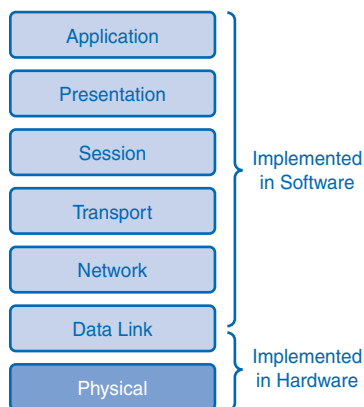 Application
Presentation
Session
Implemented
in Software
Transport
Network
Data Link
Implemented
in Hardware
Physical